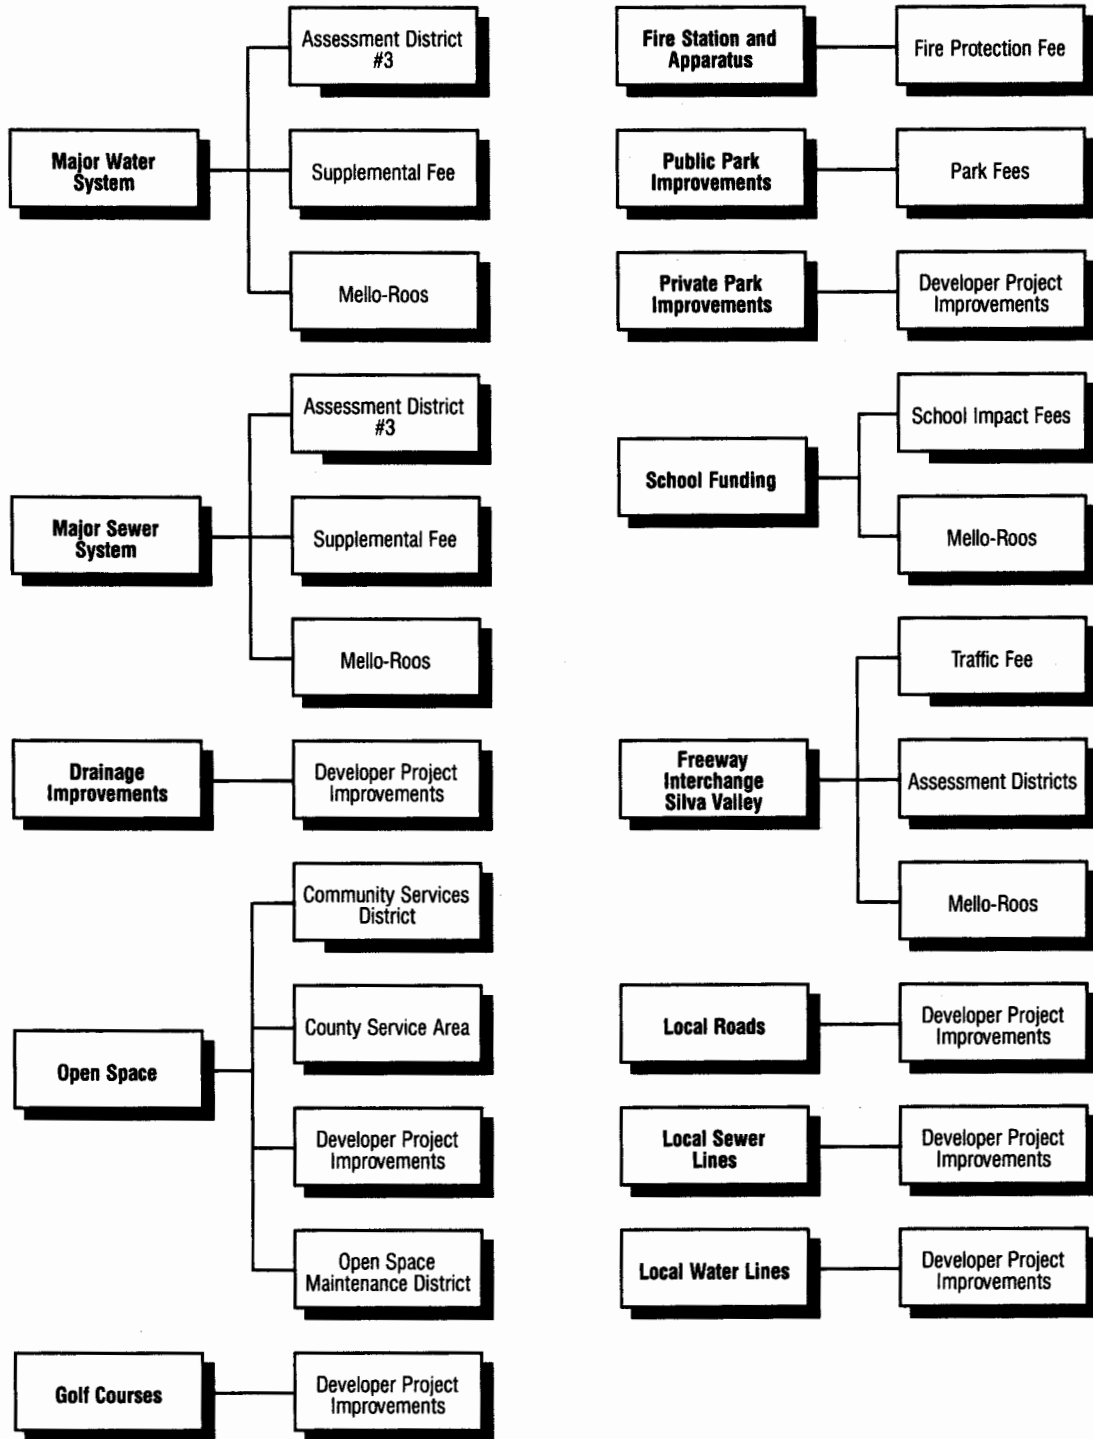 Major Water
System
Assessment District
#3
Supplemental Fee
Mello-Roos
Major Sewer
System
Assessment District
#3
Supplemental Fee
Mello-Roos
Drainage
Improvements
Developer Project
Improvements
Open Space
Community Services
District
County Service Area
Developer Project
Improvements
Open Space
Maintenance District
Golf Courses
Developer Project
Improvements
Fire Station and
Apparatus
Fire Protection Fee
Public Park
Improvements
Park Fees
Private Park
Improvements
Developer Project
Improvements
School Funding
School Impact Fees
Mello-Roos
Freeway
Interchange
Silva Valley
Traffic Fee
Assessment Districts
Mello-Roos
Local Roads
Developer Project
Improvements
Local Sewer
Lines
Developer Project
Improvements
Local Water Lines
Developer Project
Improvements